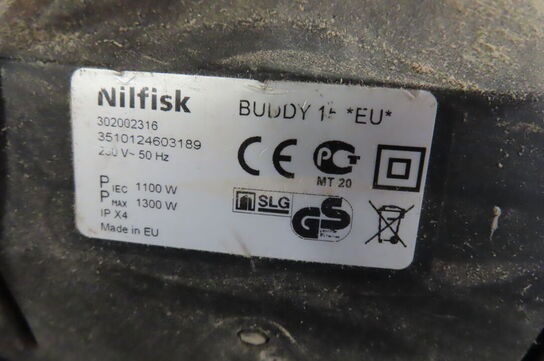 Nilfisk
BUDDY *EU*
302002316
3510124603189
230 V~ 50 Hz
CE PG
MT 20
P IEC 1100 W
P MAX 1300 W
IP X4
Made in EU
SLG
GS